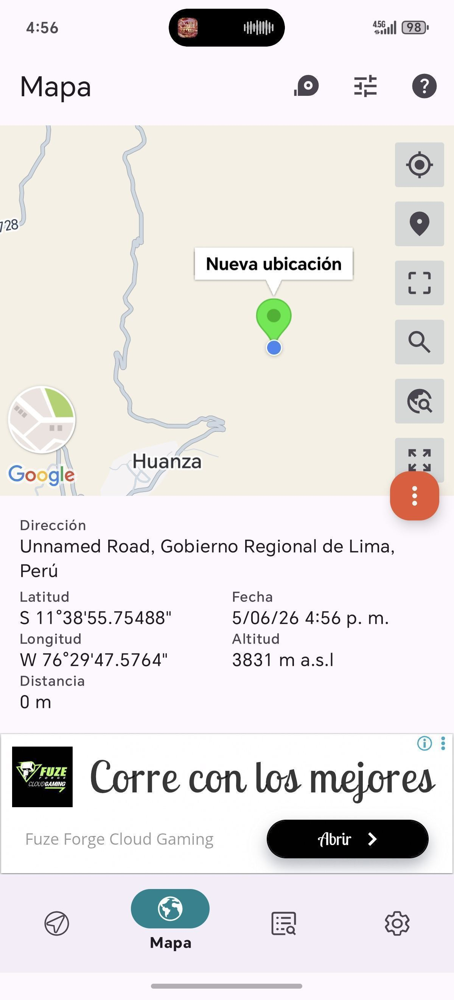 4:56
4.5G
98
Mapa
728
Nueva ubicación
Huanza
Google
Dirección
Unnamed Road, Gobierno Regional de Lima,
Perú
Latitud
S 11°38'55.75488"
Fecha
5/06/26 4:56 p. m.
Longitud
W 76°29'47.5764"
Altitud
3831 m a.s.l
Distancia
0 m
FUZE
FORGE
CLOUDGAMING
Corre con los mejores
Fuze Forge Cloud Gaming
Abrir
Mapa